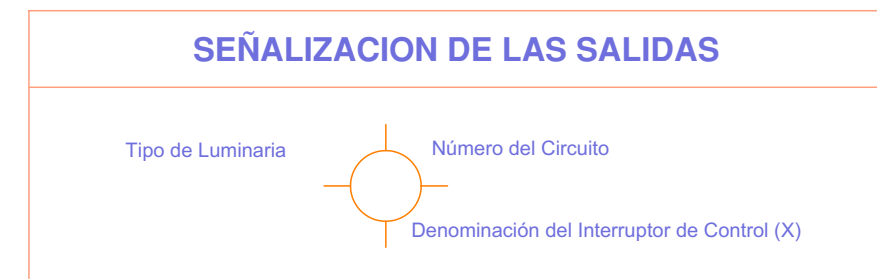 SEÑALIZACION DE LAS SALIDAS
Tipo de Luminaria
Número del Circuito
Denominación del Interruptor de Control (X)